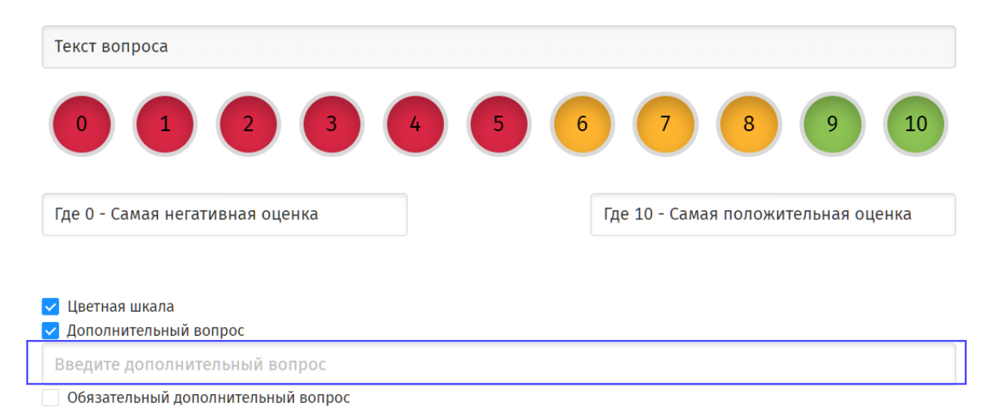 Текст вопроса
0 1 2 3 4 5 6 7 8 9 10
Где 0 - Самая негативная оценка
Где 10 - Самая положительная оценка
Цветная шкала
Дополнительный вопрос
Введите дополнительный вопрос
Обязательный дополнительный вопрос